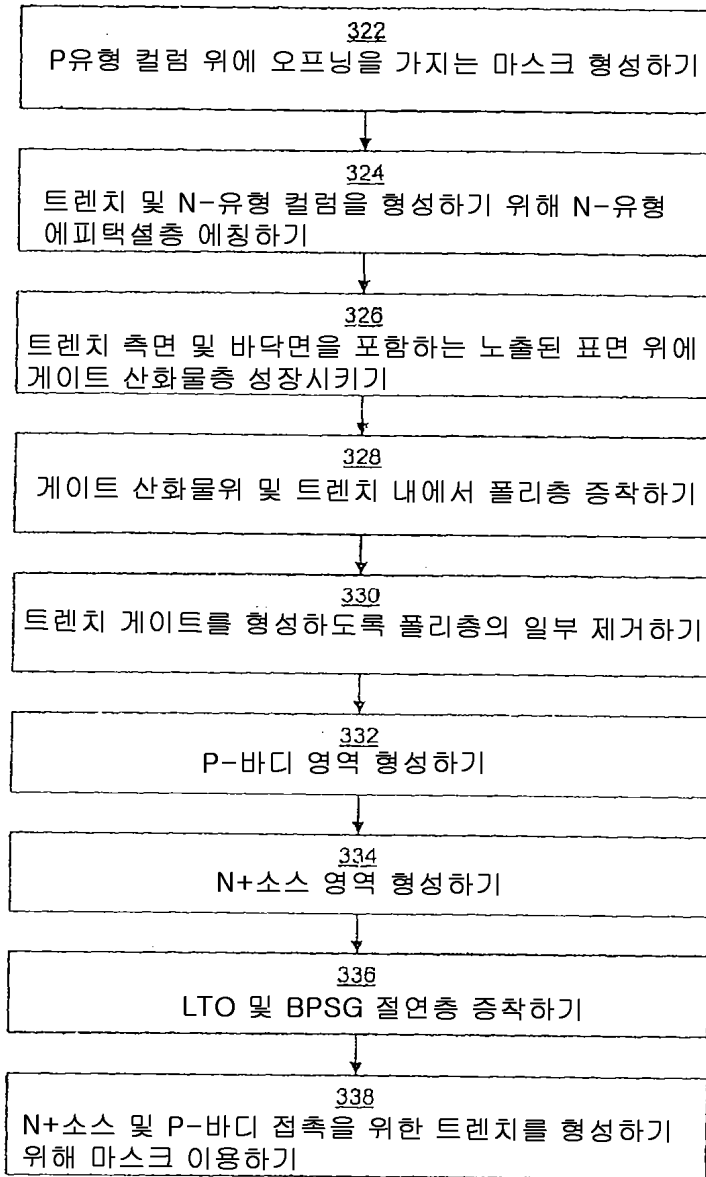 322
P유형 컬럼 위에 오프닝을 가지는 마스크 형성하기
324
트렌치 및 N-유형 컬럼을 형성하기 위해 N-유형
에피택셜층 에칭하기
326
트렌치 측면 및 바닥면을 포함하는 노출된 표면 위에
게이트 산화물층 성장시키기
328
게이트 산화물위 및 트렌치 내에서 폴리층 증착하기
330
트렌치 게이트를 형성하도록 폴리층의 일부 제거하기
332
P-바디 영역 형성하기
334
N+소스 영역 형성하기
336
LTO 및 BPSG 절연층 증착하기
338
N+소스 및 P-바디 접촉을 위한 트렌치를 형성하기
위해 마스크 이용하기